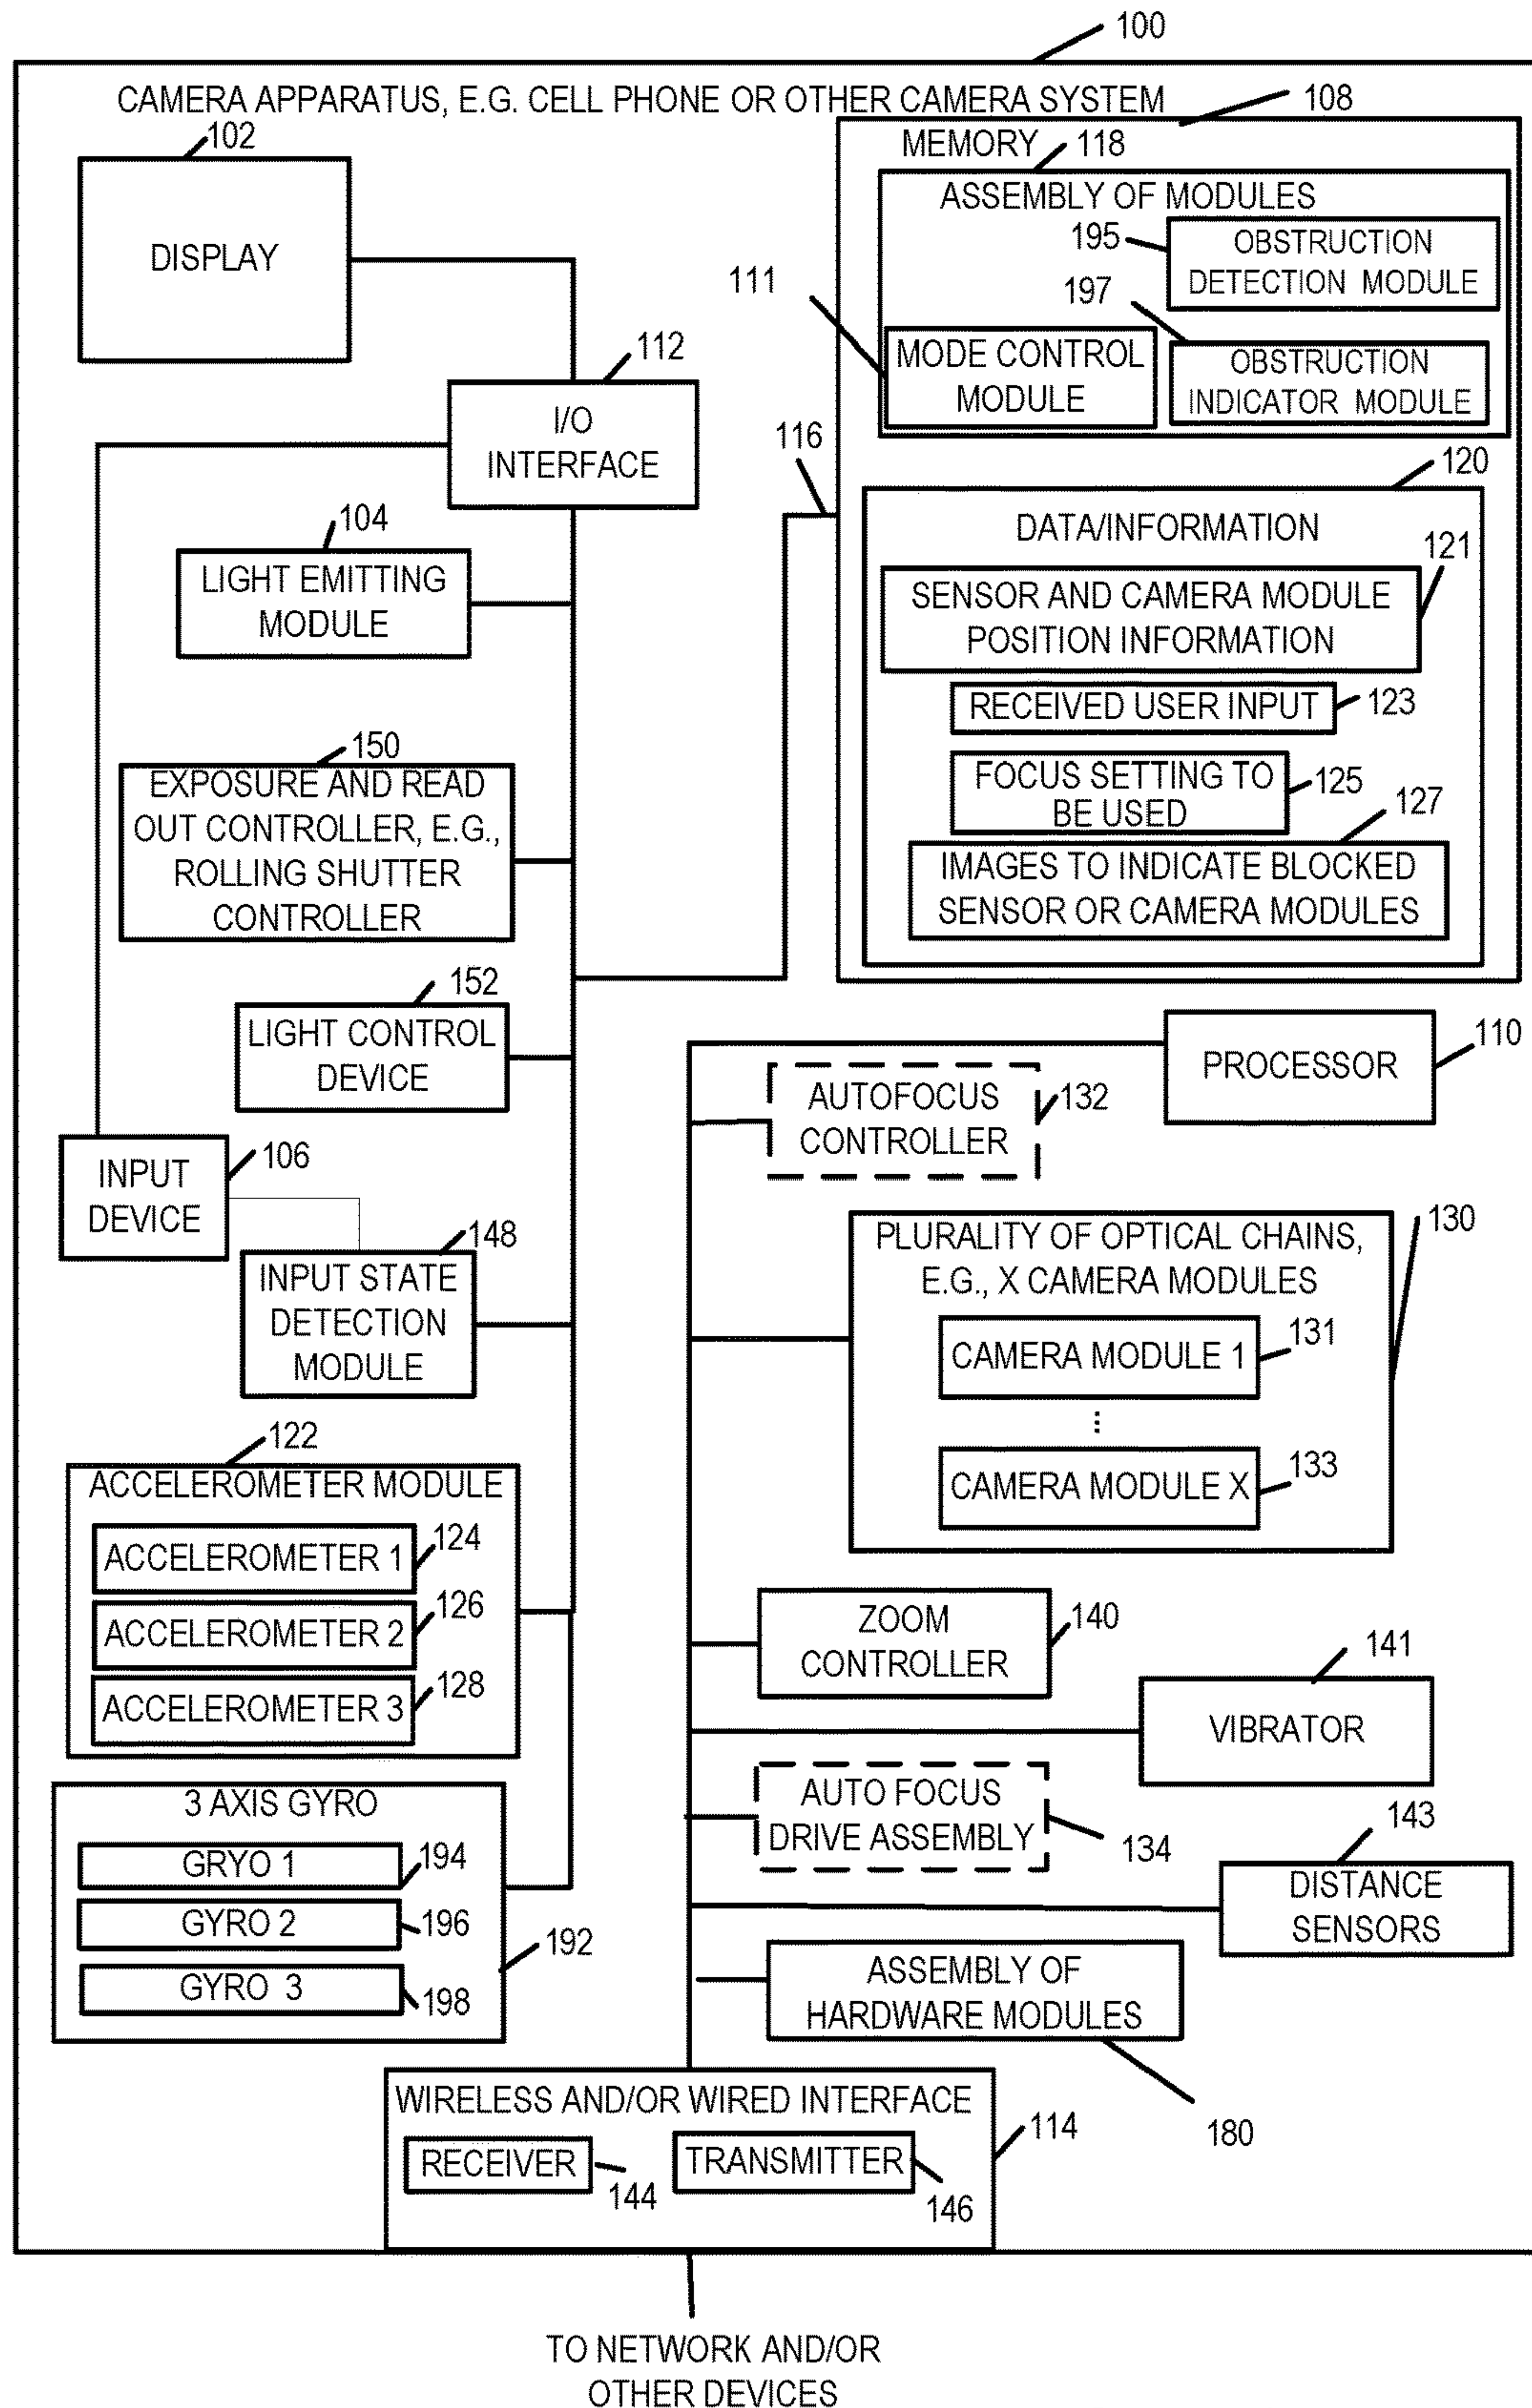 100
CAMERA APPARATUS, E.G. CELL PHONE OR OTHER CAMERA SYSTEM
102
DISPLAY
112
I/O
INTERFACE
104
LIGHT EMITTING
MODULE
150
EXPOSURE AND READ
OUT CONTROLLER, E.G.,
ROLLING SHUTTER
CONTROLLER
152
LIGHT CONTROL
DEVICE
INPUT
DEVICE
106
148
INPUT STATE
DETECTION
MODULE
122
ACCELEROMETER MODULE
ACCELEROMETER 1
124
ACCELEROMETER 2
126
ACCELEROMETER 3
128
3 AXIS GYRO
GRYO 1
194
GYRO 2
196
GYRO 3
198
192
108
MEMORY
118
ASSEMBLY OF MODULES
195
OBSTRUCTION
DETECTION MODULE
111
197
MODE CONTROL
MODULE
OBSTRUCTION
INDICATOR MODULE
116
120
DATA/INFORMATION
121
SENSOR AND CAMERA MODULE
POSITION INFORMATION
RECEIVED USER INPUT
123
FOCUS SETTING TO
BE USED
125
127
IMAGES TO INDICATE BLOCKED
SENSOR OR CAMERA MODULES
PROCESSOR
110
AUTOFOCUS
CONTROLLER
132
PLURALITY OF OPTICAL CHAINS,
E.G., X CAMERA MODULES
130
CAMERA MODULE 1
131
...
CAMERA MODULE X
133
ZOOM
CONTROLLER
140
141
VIBRATOR
AUTO FOCUS
DRIVE ASSEMBLY
134
143
DISTANCE
SENSORS
ASSEMBLY OF
HARDWARE MODULES
180
WIRELESS AND/OR WIRED INTERFACE
114
RECEIVER
144
TRANSMITTER
146
TO NETWORK AND/OR
OTHER DEVICES